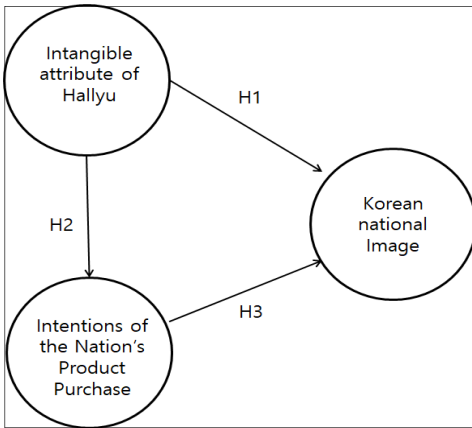 Intangible
attribute of
Hallyu
H1
Korean
national
Image
H2
H3
Intentions of
the Nation's
Product
Purchase